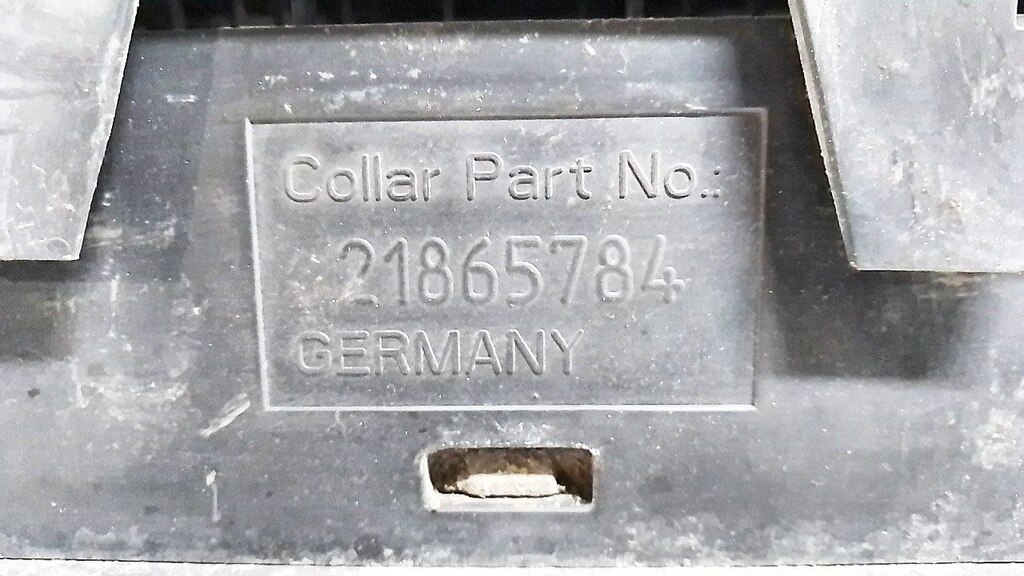 Collar Part No.:
21865784
GERMANY